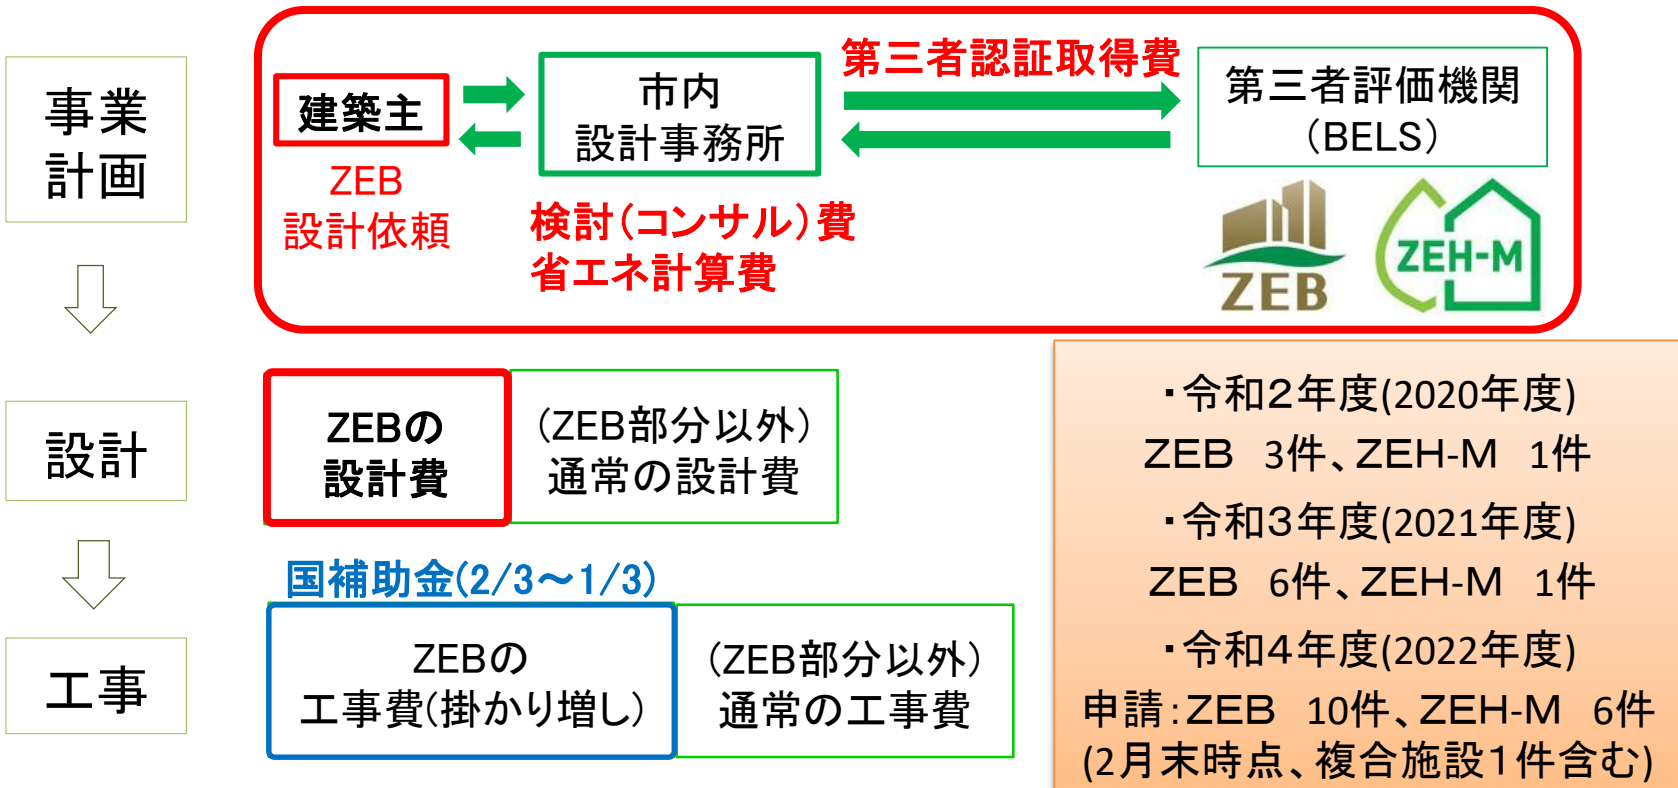 事業
計画
建築主
ZEB
設計依頼
市内
設計事務所
検討(コンサル)費
省エネ計算費
第三者認証取得費
第三者評価機関
(BELS)
ZEB
ZEH-M
設計
ZEBの
設計費
(ZEB部分以外)
通常の設計費
工事
国補助金(2/3~1/3)
ZEBの
工事費(掛かり増し)
(ZEB部分以外)
通常の工事費
・令和2年度(2020年度)
ZEB 3件、ZEH-M 1件
・令和3年度(2021年度)
ZEB 6件、ZEH-M 1件
・令和4年度(2022年度)
申請:ZEB 10件、ZEH-M 6件
(2月末時点、複合施設1件含む)